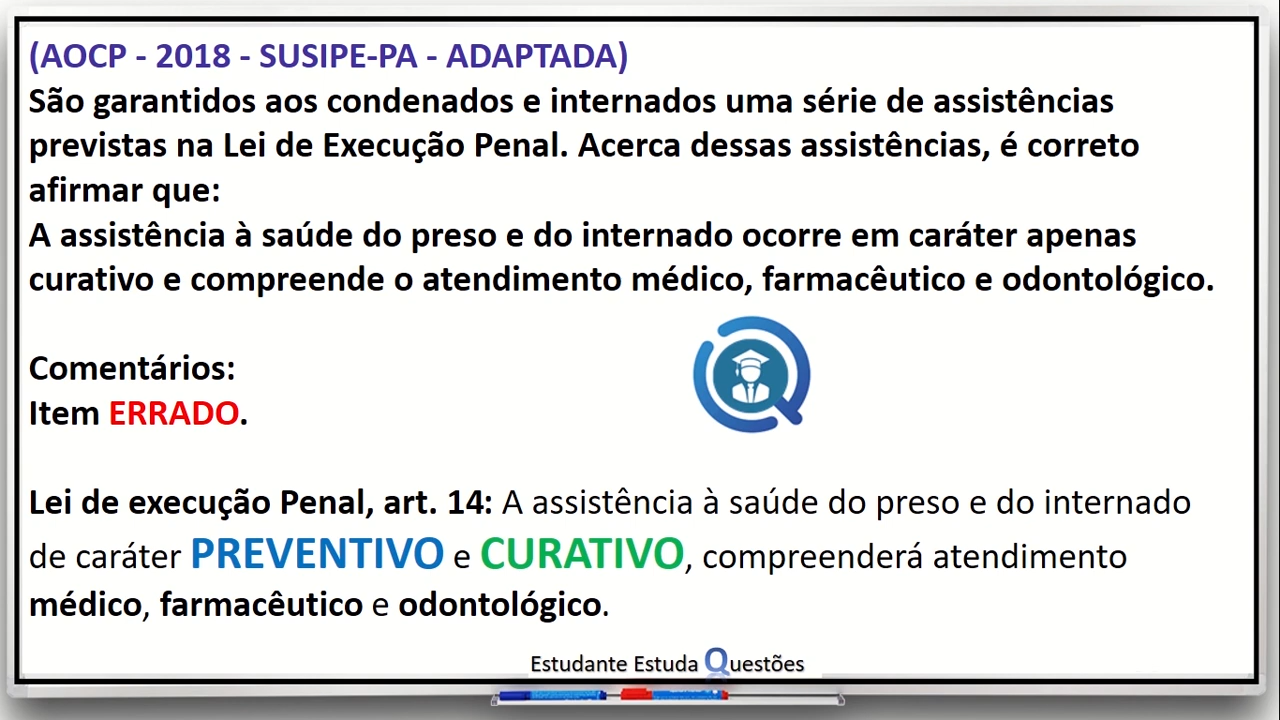 (AOCP - 2018 - SUSIPE-PA - ADAPTADA)
São garantidos aos condenados e internados uma série de assistências
previstas na Lei de Execução Penal. Acerca dessas assistências, é correto
afirmar que:
A assistência à saúde do preso e do internado ocorre em caráter apenas
curativo e compreende o atendimento médico, farmacêutico e odontológico.
Comentários:
Item ERRADO.
Lei de execução Penal, art. 14: A assistência à saúde do preso e do internado
de caráter PREVENTIVO e CURATIVO, compreenderá atendimento
médico, farmacêutico e odontológico.
Estudante Estuda Questões